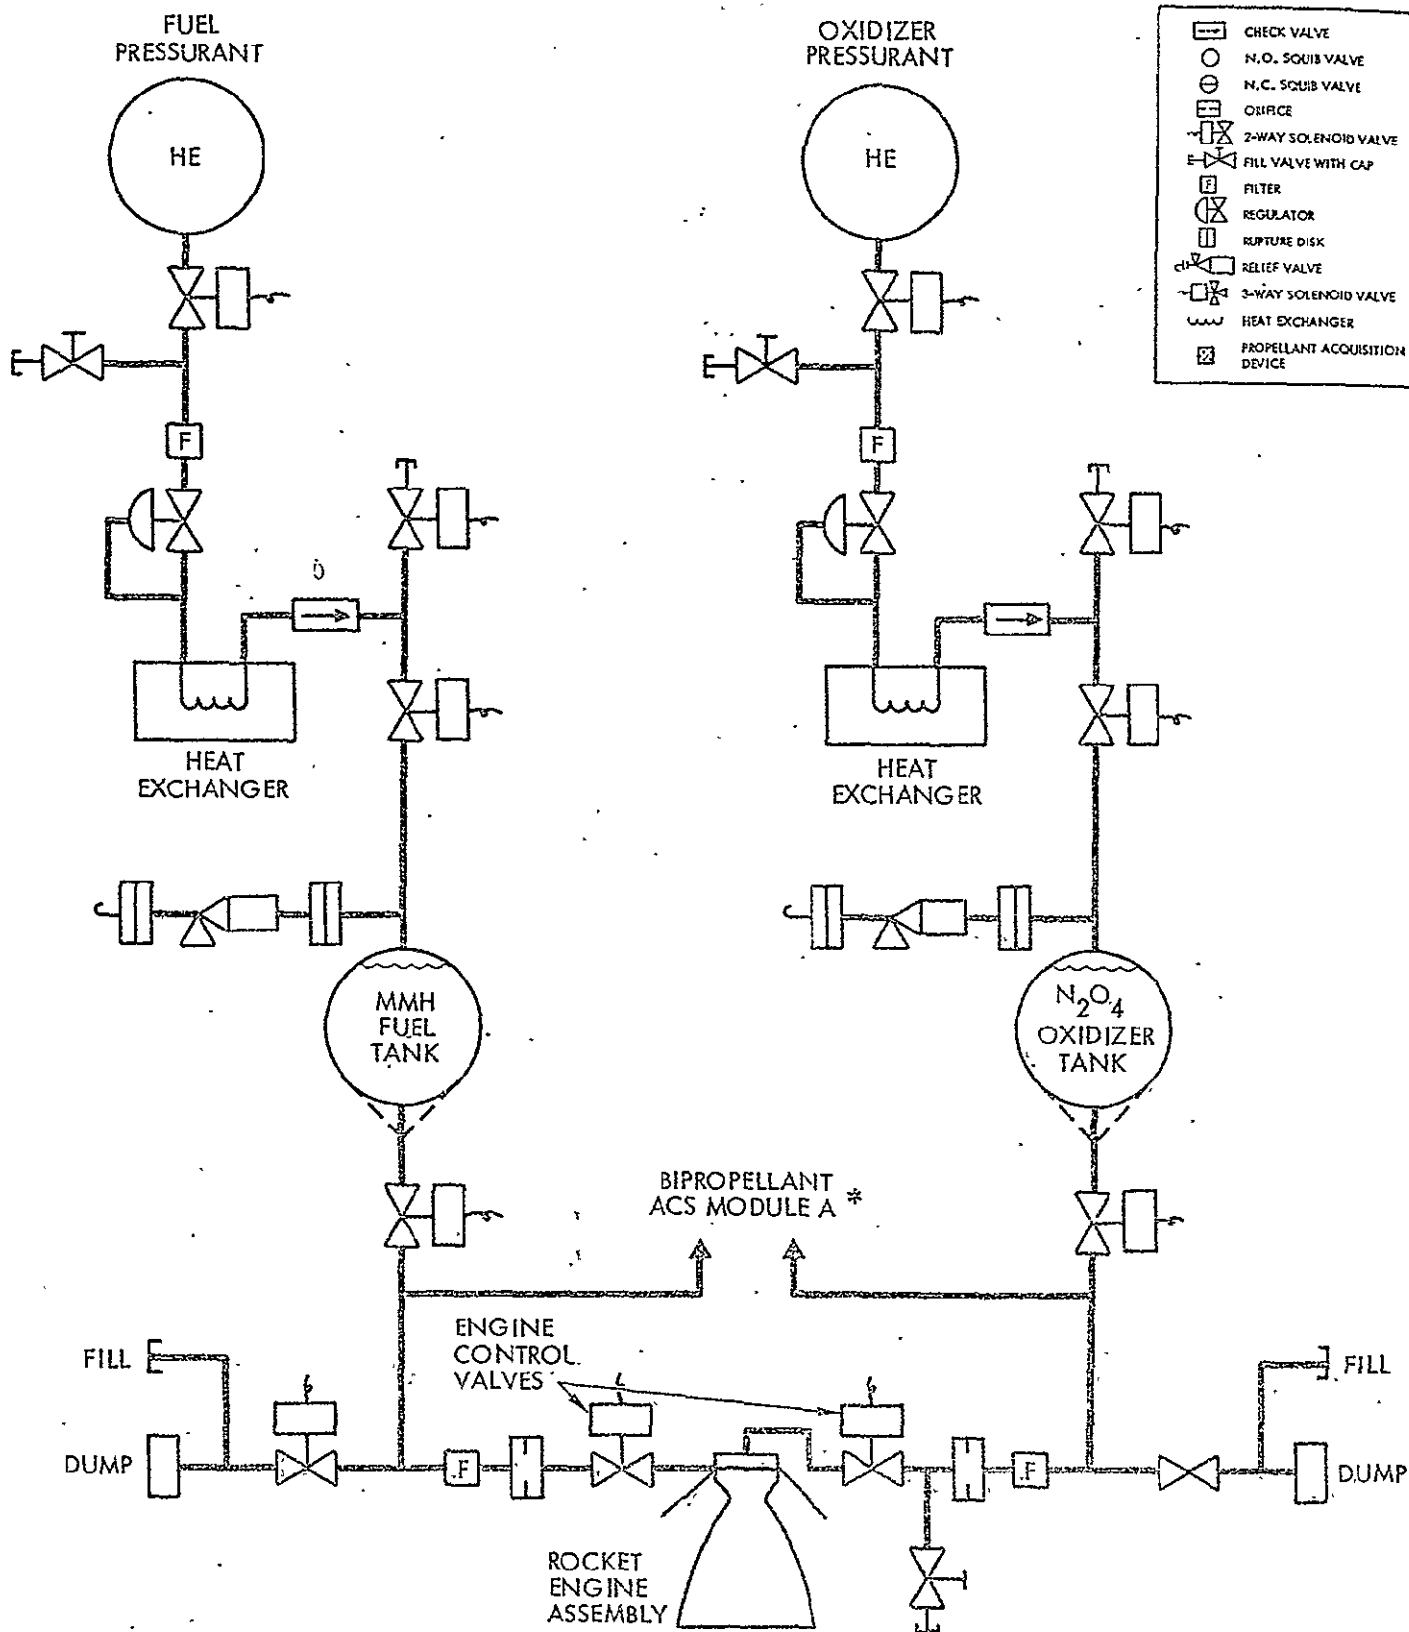 FUEL
PRESSURANT
HE
OXIDIZER
PRESSURANT
HE
CHECK VALVE
N.O. SQUIB VALVE
N.C. SQUIB VALVE
ORIFICE
2-WAY SOLENOID VALVE
FILL VALVE WITH CAP
F FILTER
REGULATOR
RUPTURE DISK
RELIEF VALVE
3-WAY SOLENOID VALVE
HEAT EXCHANGER
PROPELLANT ACQUISITION
DEVICE
F
F
HEAT
EXCHANGER
HEAT
EXCHANGER
MMH
FUEL
TANK
N₂O₄
OXIDIZER
TANK
BIPROPELLANT
ACS MODULE A *
ENGINE
CONTROL
VALVES
FILL
DUMP
F
F
FILL
DUMP
ROCKET
ENGINE
ASSEMBLY